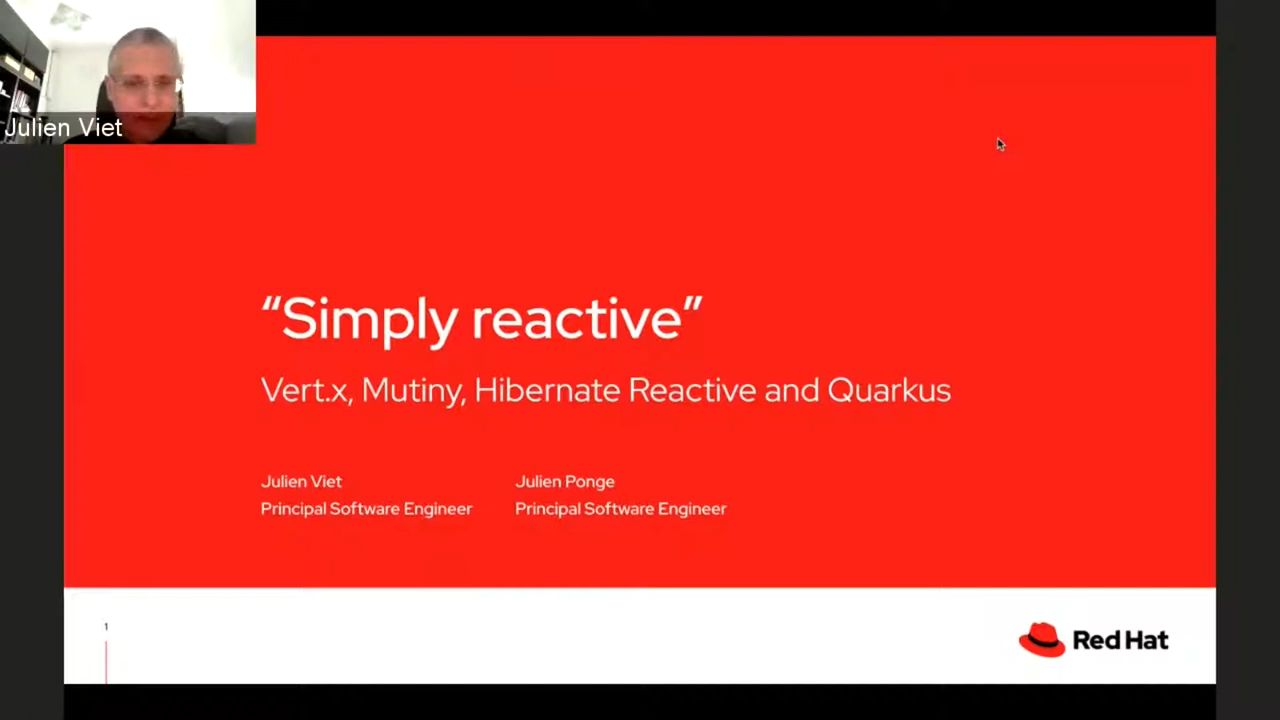 Julien Viet
“Simply reactive”
Vert.x, Mutiny, Hibernate Reactive and Quarkus
Julien Viet
Principal Software Engineer
Julien Ponge
Principal Software Engineer
1
Red Hat